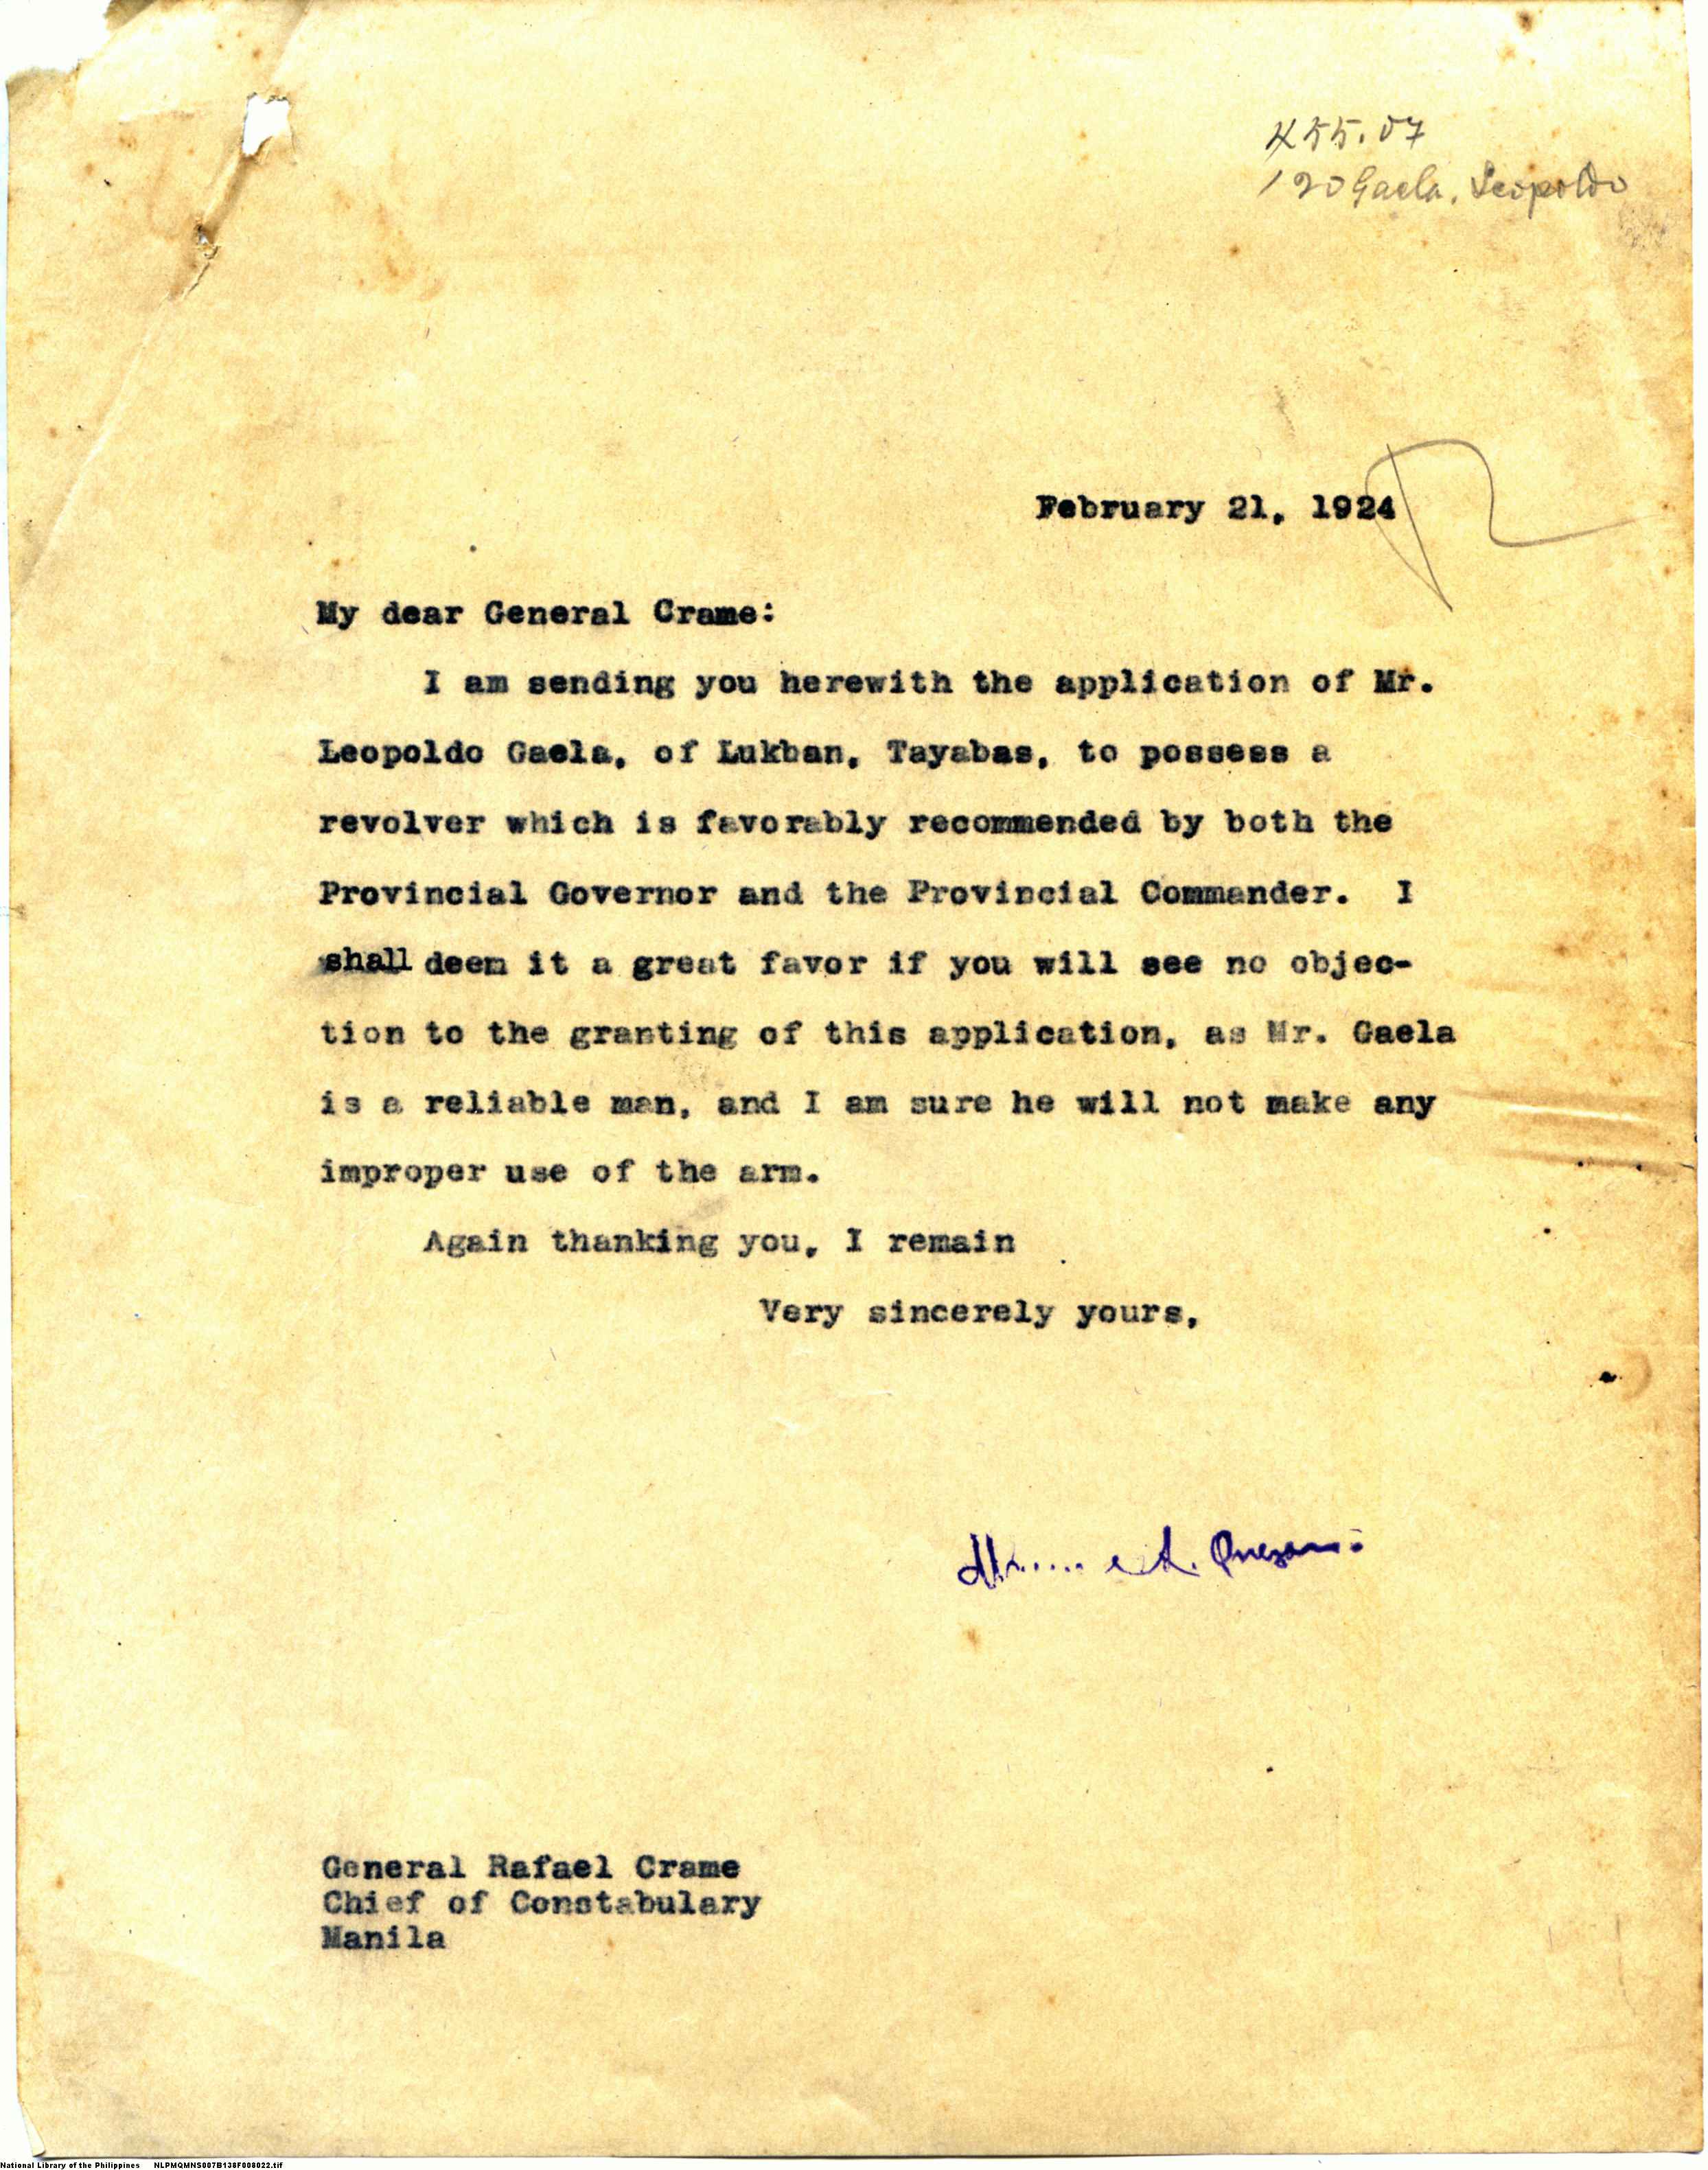 455.07
120 Gaela, Leopoldo
February 21, 1924
My dear General Crame:
I am sending you herewith the application of Mr.
Leopoldo Gaela, of Lukban, Tayabas, to possess a
revolver which is favorably recommended by both the
Provincial Governor and the Provincial Commander. I
shall deem it a great favor if you will see no objec-
tion to the granting of this application, as Mr. Gaela
is a reliable man, and I am sure he will not make any
improper use of the arm.
Again thanking you, I remain
Very sincerely yours,
Quezon
General Rafael Crame
Chief of Constabulary
Manila
National Library of the Philippines NLPMQMNS007B138F008022.tif